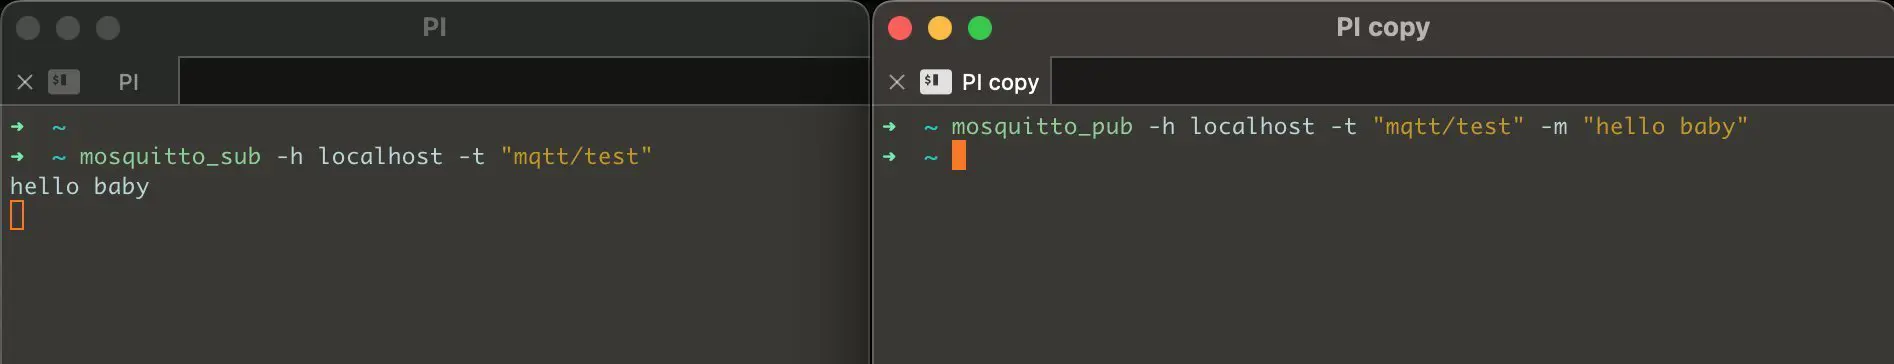 PI
PI
➜ ~
➜ ~ mosquitto_sub -h localhost -t "mqtt/test"
hello baby
PI copy
$ PI copy
➜ ~ mosquitto_pub -h localhost -t "mqtt/test" -m "hello baby"
➜ ~